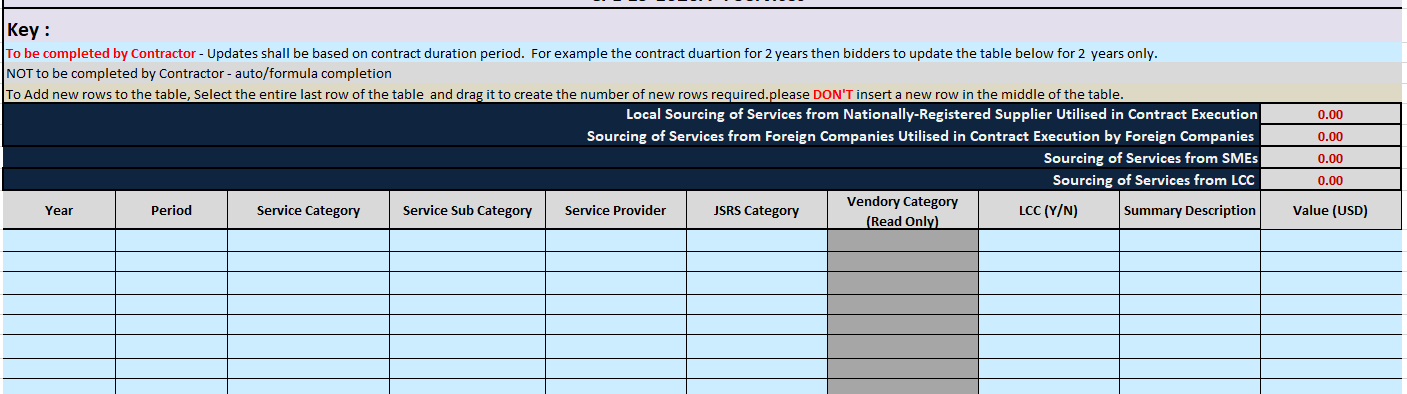 Key :
To be completed by Contractor - Updates shall be based on contract duration period. For example the contract duartion for 2 years then bidders to update the table below for 2 years only.
NOT to be completed by Contractor - auto/formula completion
To Add new rows to the table, Select the entire last row of the table and drag it to create the number of new rows required.please DON'T insert a new row in the middle of the table.
Local Sourcing of Services from Nationally-Registered Supplier Utilised in Contract Execution 0.00
Sourcing of Services from Foreign Companies Utilised in Contract Execution by Foreign Companies 0.00
Sourcing of Services from SMEs 0.00
Sourcing of Services from LCC 0.00
Year Period Service Category Service Sub Category Service Provider JSRS Category Vendory Category (Read Only) LCC (Y/N) Summary Description Value (USD)